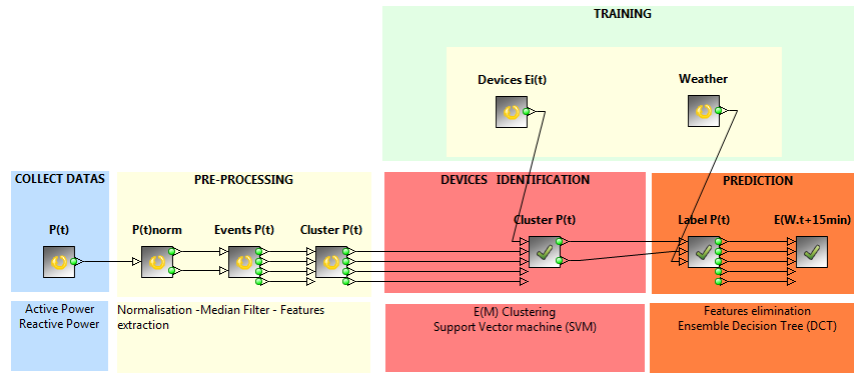 TRAINING
Devices Ei(t)
Weather
COLLECT DATAS
PRE-PROCESSING
DEVICES IDENTIFICATION
PREDICTION
P(t)
P(t)norm
Events P(t)
Cluster P(t)
Cluster P(t)
Label P(t)
E(W.t+15min)
Active Power
Reactive Power
Normalisation -Median Filter - Features
extraction
E(M) Clustering
Support Vector machine (SVM)
Features elimination
Ensemble Decision Tree (DCT)